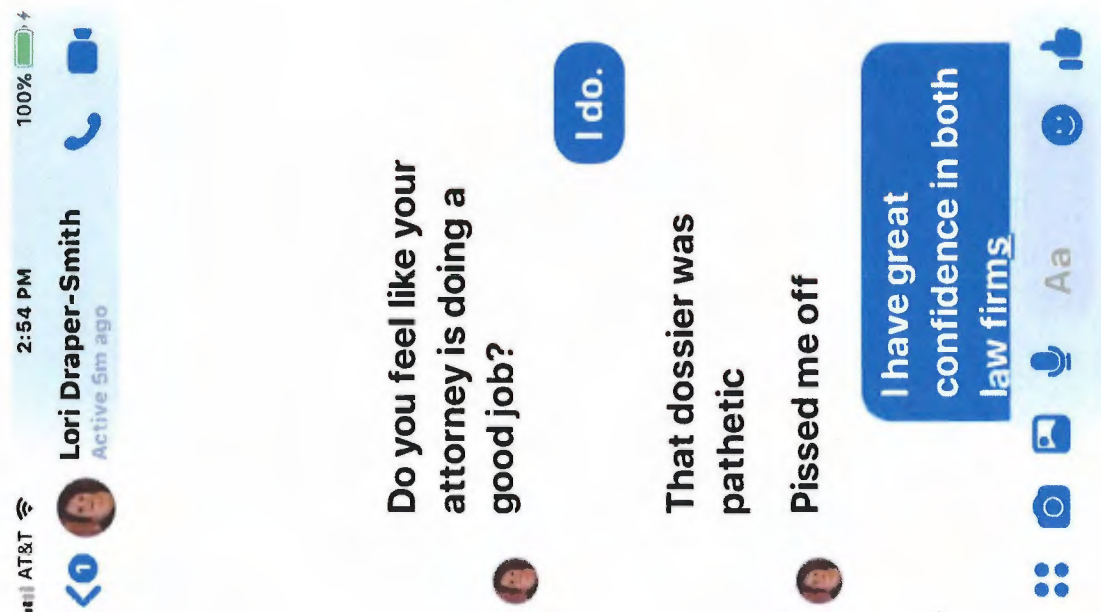 AT&T 2:54 PM 100%
1 Lori Draper-Smith
Active 5m ago
Do you feel like your
attorney is doing a
good job?
I do.
That dossier was
pathetic
Pissed me off
I have great
confidence in both
law firms
Aa